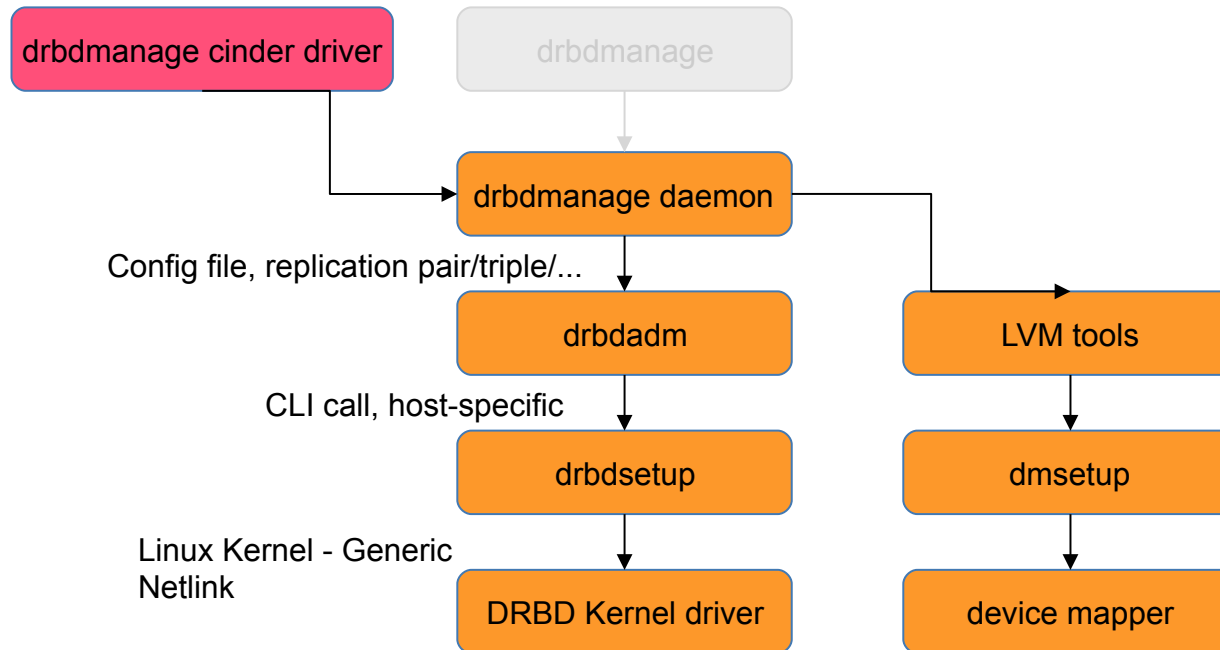 drbdmanage cinder driver
drbdmanage
drbdmanage daemon
Config file, replication pair/triple/...
drbdadm
LVM tools
CLI call, host-specific
drbdsetup
dmsetup
Linux Kernel - Generic
Netlink
DRBD Kernel driver
device mapper